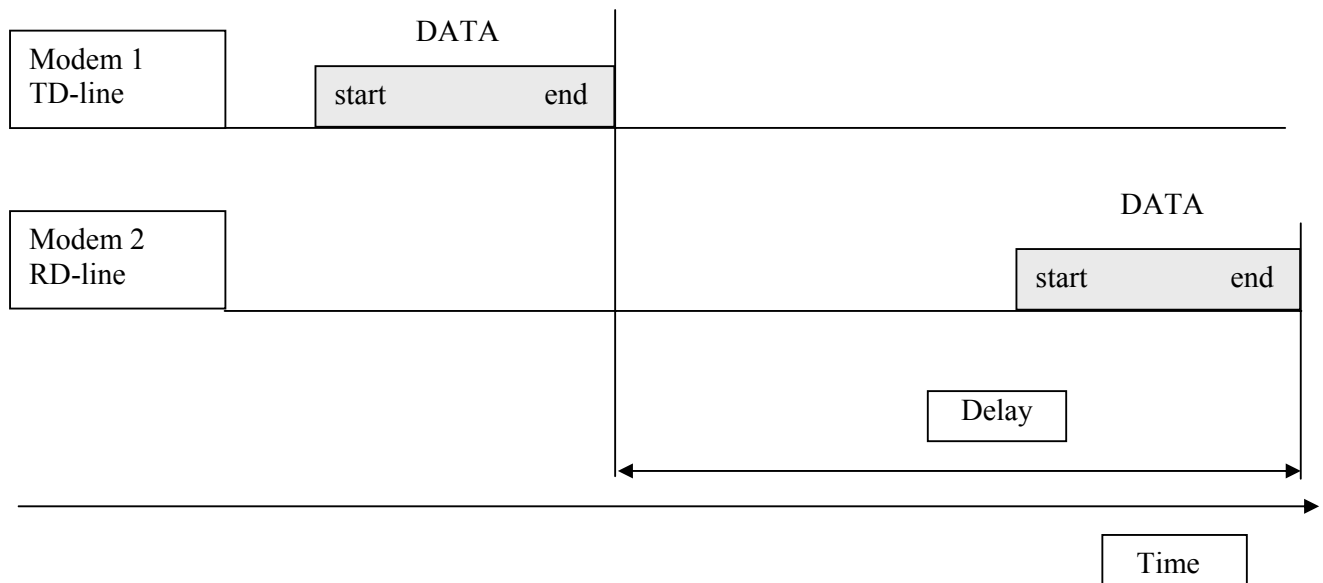 DATA
Modem 1
TD-line
start end
DATA
Modem 2
RD-line
start end
Delay
Time